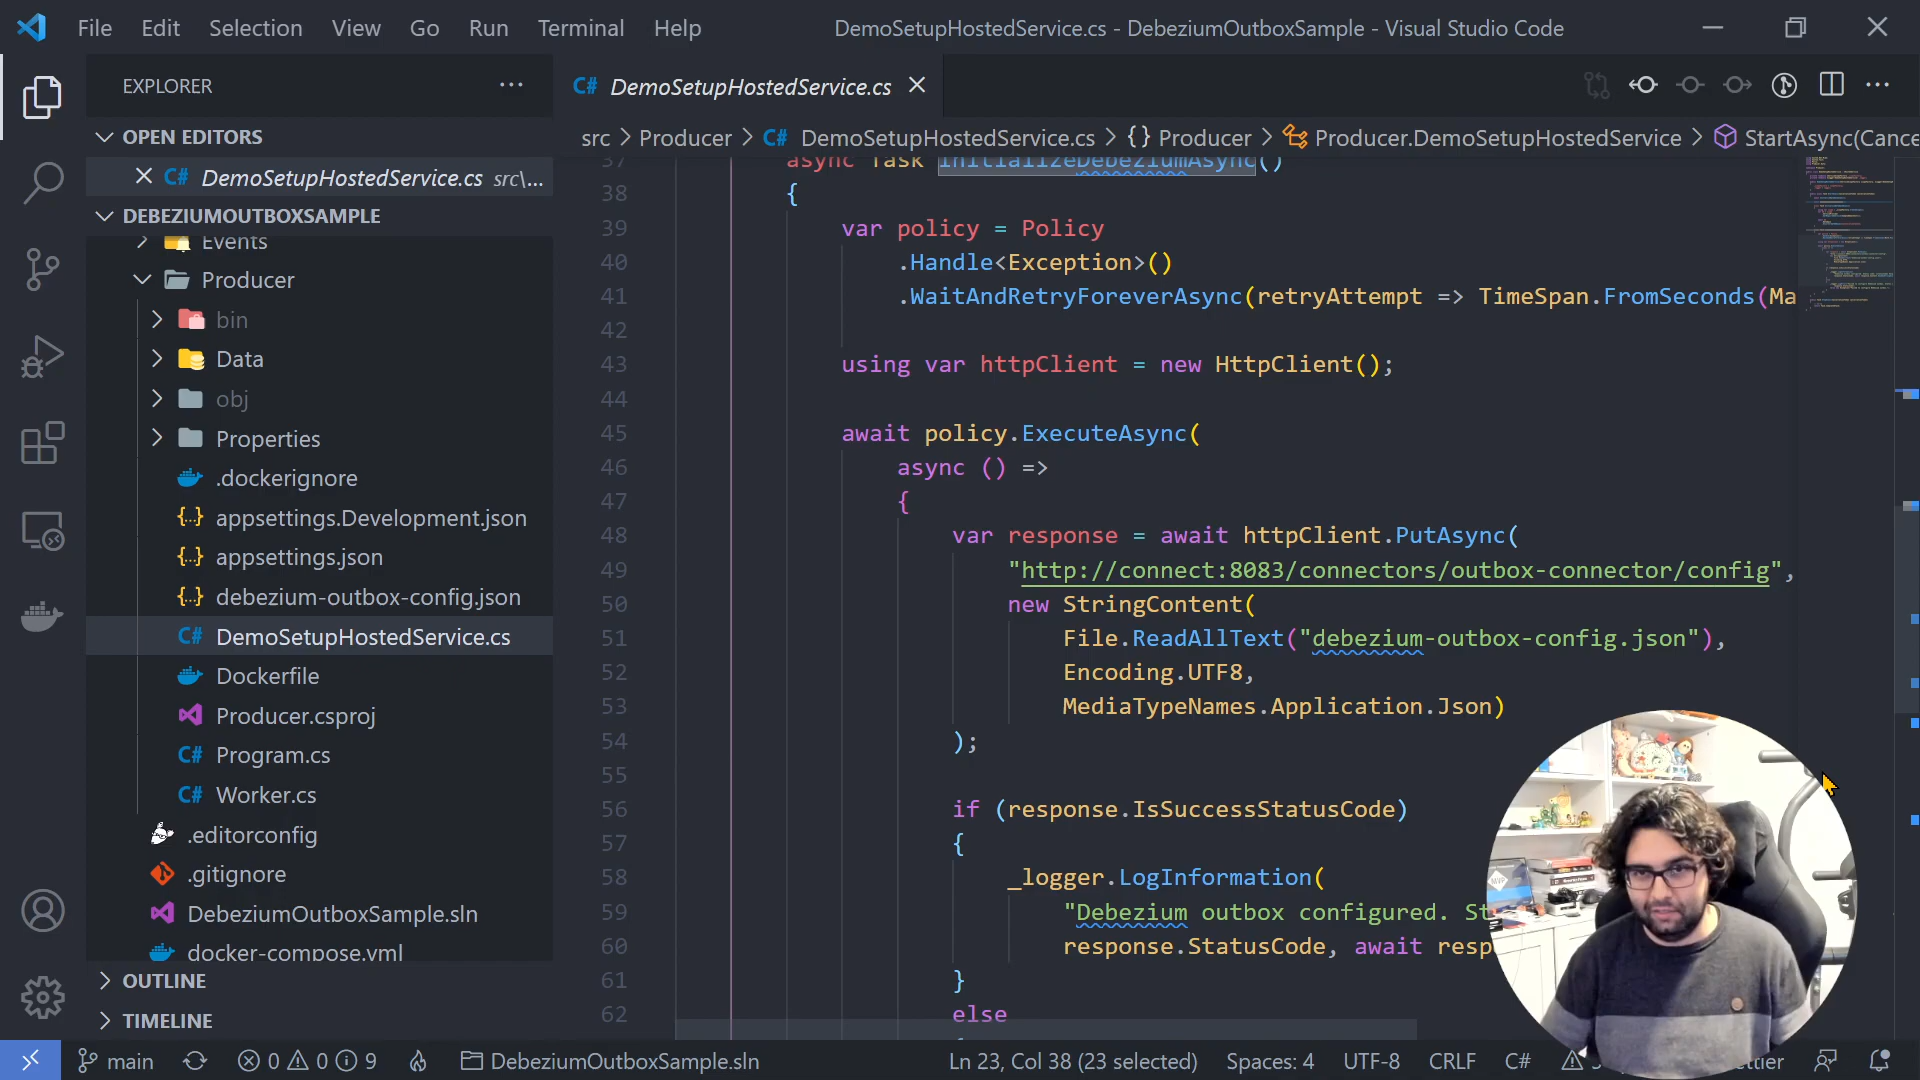 File Edit Selection View Go Run Terminal Help
DemoSetupHostedService.cs - DebeziumOutboxSample - Visual Studio Code
EXPLORER
OPEN EDITORS
DemoSetupHostedService.cs src\...
DEBEZIUMOUTBOXSAMPLE
Events
Producer
bin
Data
obj
Properties
.dockerignore
appsettings.Development.json
appsettings.json
debezium-outbox-config.json
DemoSetupHostedService.cs
Dockerfile
Producer.csproj
Program.cs
Worker.cs
.editorconfig
.gitignore
DebeziumOutboxSample.sln
docker-compose.yml
OUTLINE
TIMELINE
DemoSetupHostedService.cs
src > Producer > DemoSetupHostedService.cs > {} Producer > Producer.DemoSetupHostedService > StartAsync(Cance
37 async Task InitializeDebeziumAsync()
38 {
39 var policy = Policy
40 .Handle<Exception>()
41 .WaitAndRetryForeverAsync(retryAttempt => TimeSpan.FromSeconds(Ma
42
43 using var httpClient = new HttpClient();
44
45 await policy.ExecuteAsync(
46 async () =>
47 {
48 var response = await httpClient.PutAsync(
49 "http://connect:8083/connectors/outbox-connector/config",
50 new StringContent(
51 File.ReadAllText("debezium-outbox-config.json"),
52 Encoding.UTF8,
53 MediaTypeNames.Application.Json)
54 );
55
56 if (response.IsSuccessStatusCode)
57 {
58 _logger.LogInformation(
59 "Debezium outbox configured. St
60 response.StatusCode, await resp
61 }
62 else
main 0 0 9 DebeziumOutboxSample.sln Ln 23, Col 38 (23 selected) Spaces: 4 UTF-8 CRLF C#